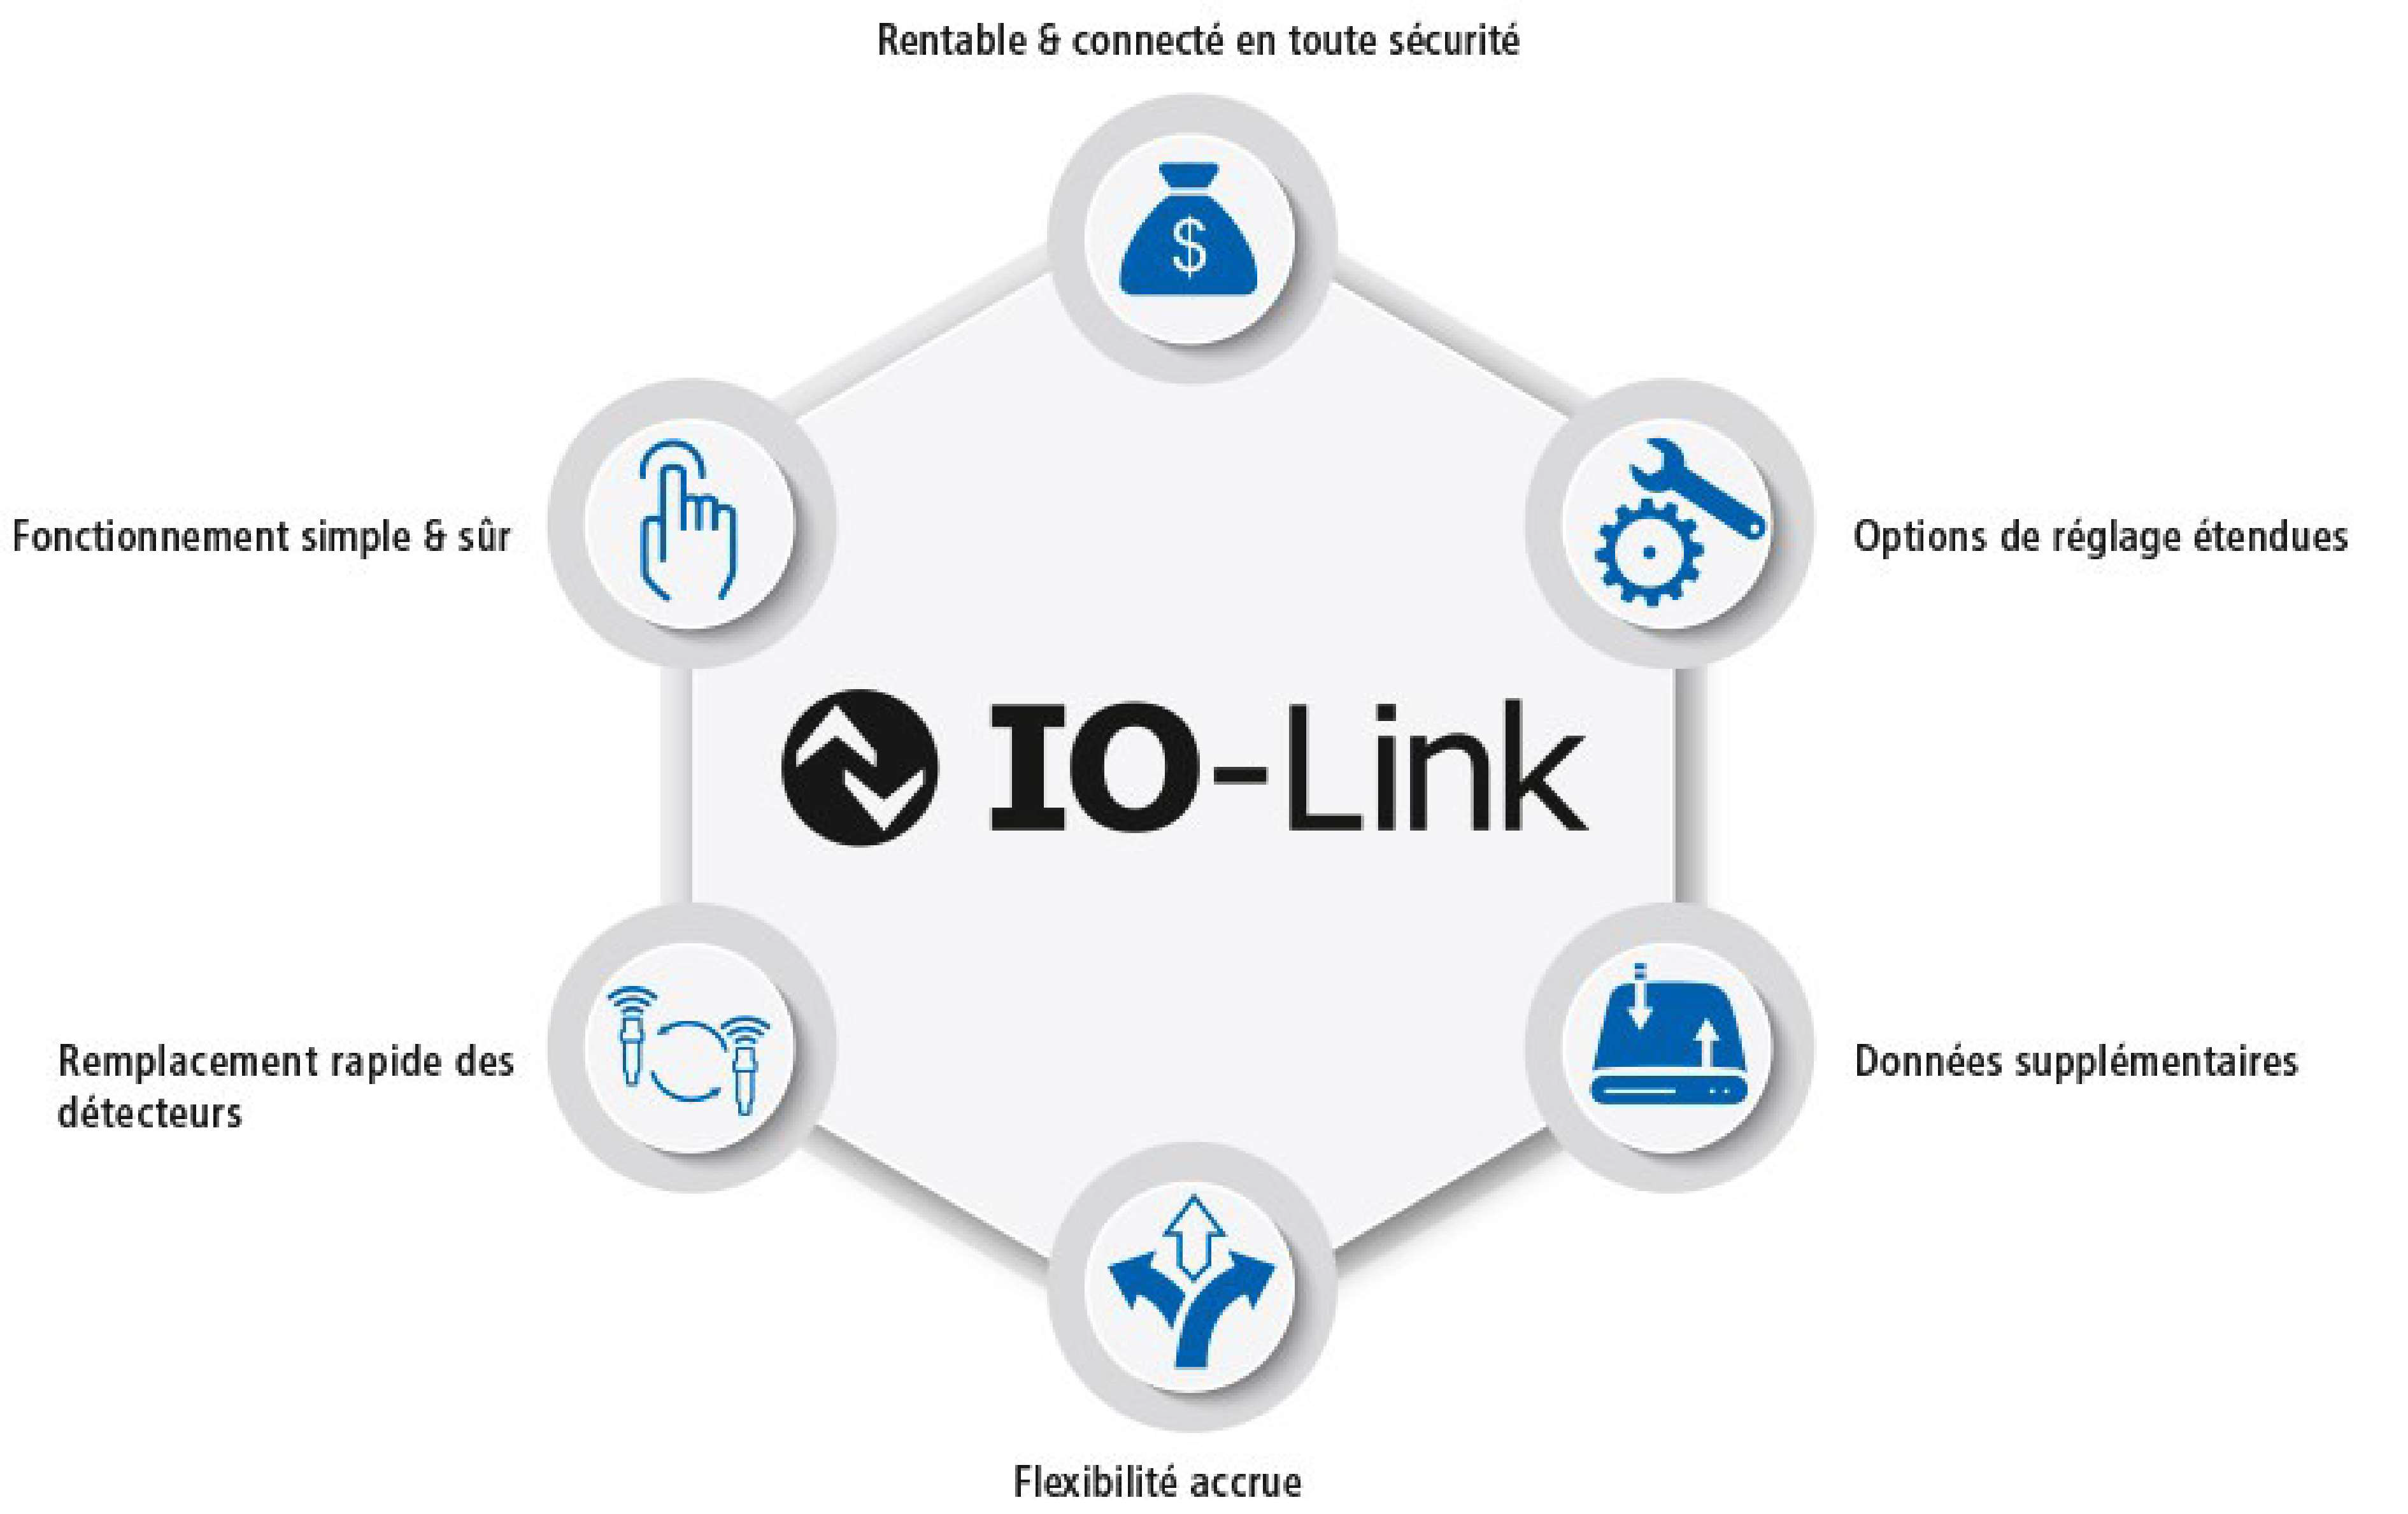 Rentable & connecté en toute sécurité
$
Fonctionnement simple & sûr
Options de réglage étendues
IO-Link
Remplacement rapide des
détecteurs
Données supplémentaires
Flexibilité accrue